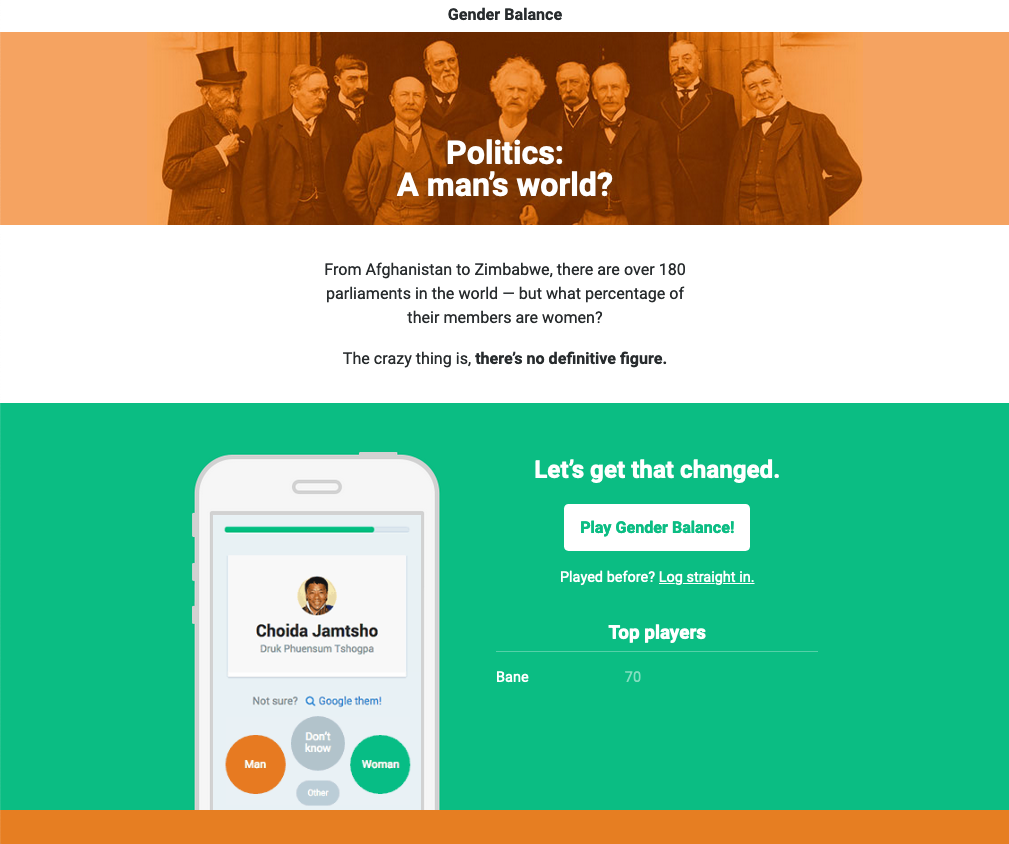 Gender Balance
Politics:
A man's world?
From Afghanistan to Zimbabwe, there are over 180
parliaments in the world — but what percentage of
their members are women?
The crazy thing is, there's no definitive figure.
Choida Jamtsho
Druk Phuensum Tshogpa
Not sure? Google them!
Man
Don't
know
Woman
Other
Let's get that changed.
Play Gender Balance!
Played before? Log straight in.
Top players
Bane 70